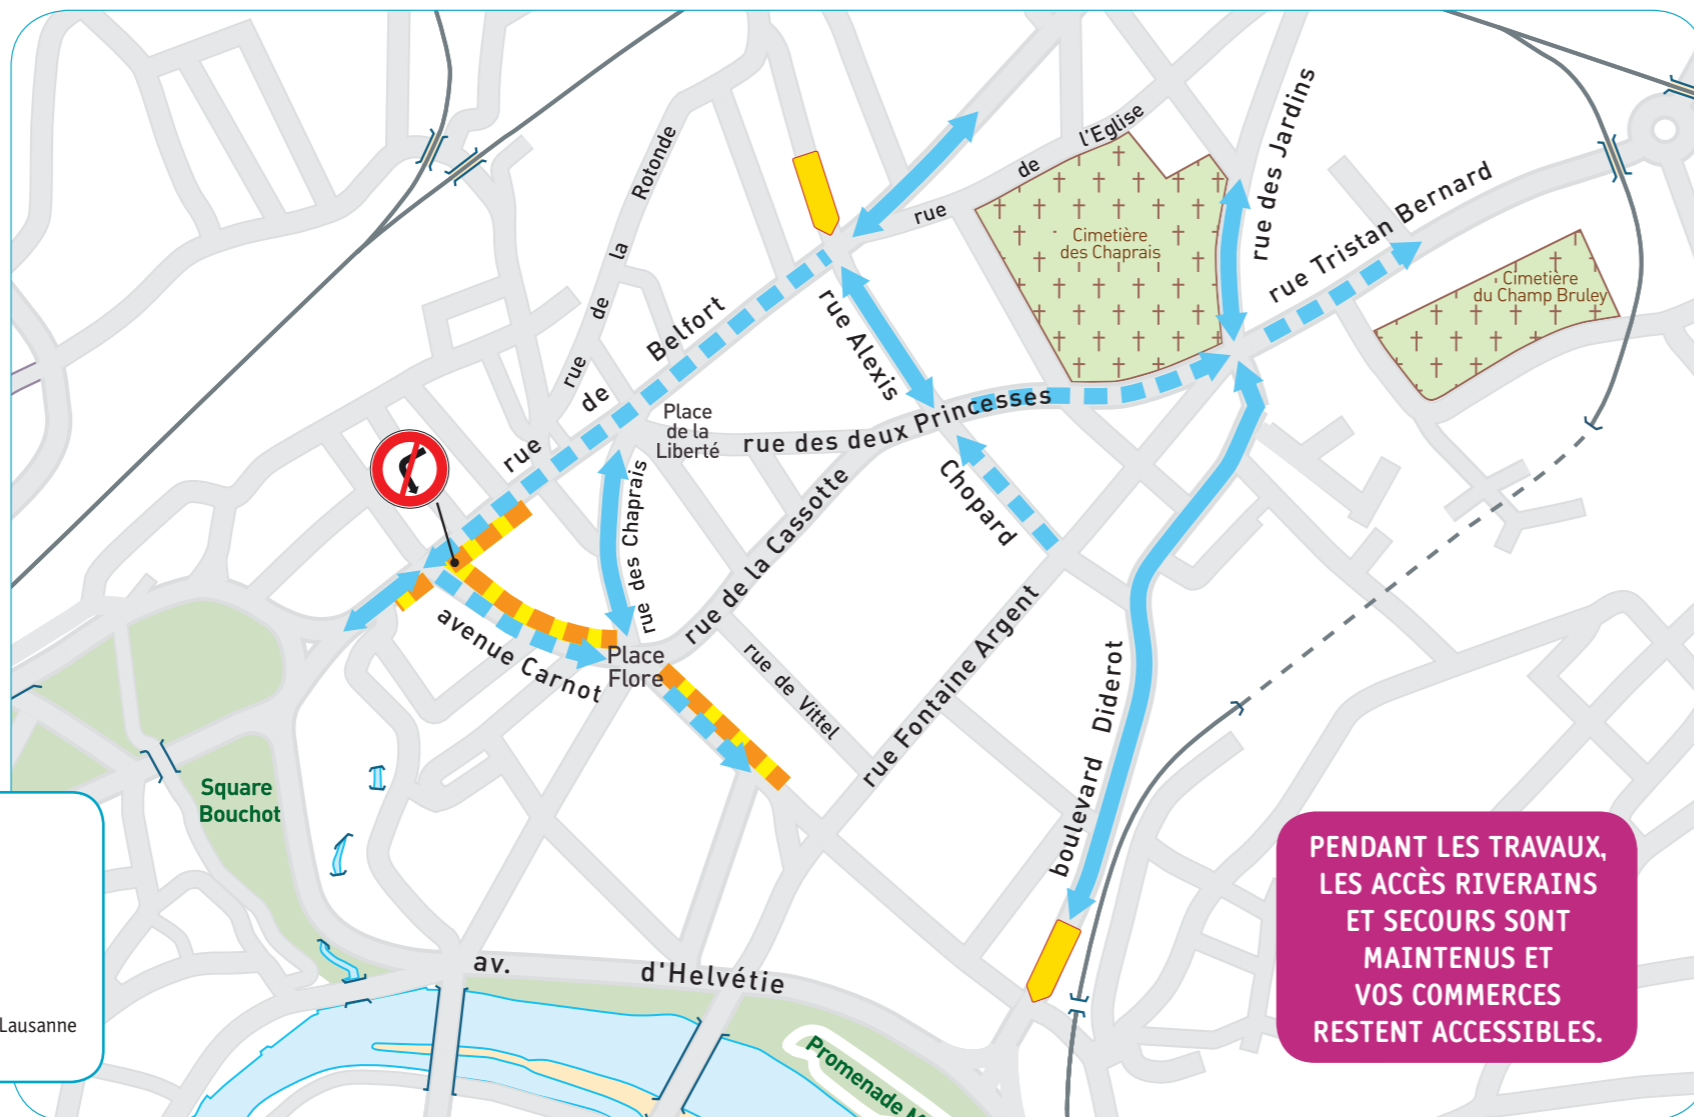 rue de la Rotonde
rue de l'Eglise
rue des Jardins
rue Tristan Bernard
Cimetière
des Chaprais
Cimetière
du Champ Bruley
rue de Belfort
rue Alexis Chopard
Place
de la
Liberté
rue des deux Princesses
rue des Chaprais
rue de la Cassotte
avenue Carnot
Place
Flore
rue de Vittel
rue Fontaine Argent
boulevard Diderot
Square
Bouchot
av. d'Helvétie
Lausanne
Promenade
PENDANT LES TRAVAUX,
LES ACCÈS RIVERAINS
ET SECOURS SONT
MAINTENUS ET
VOS COMMERCES
RESTENT ACCESSIBLES.